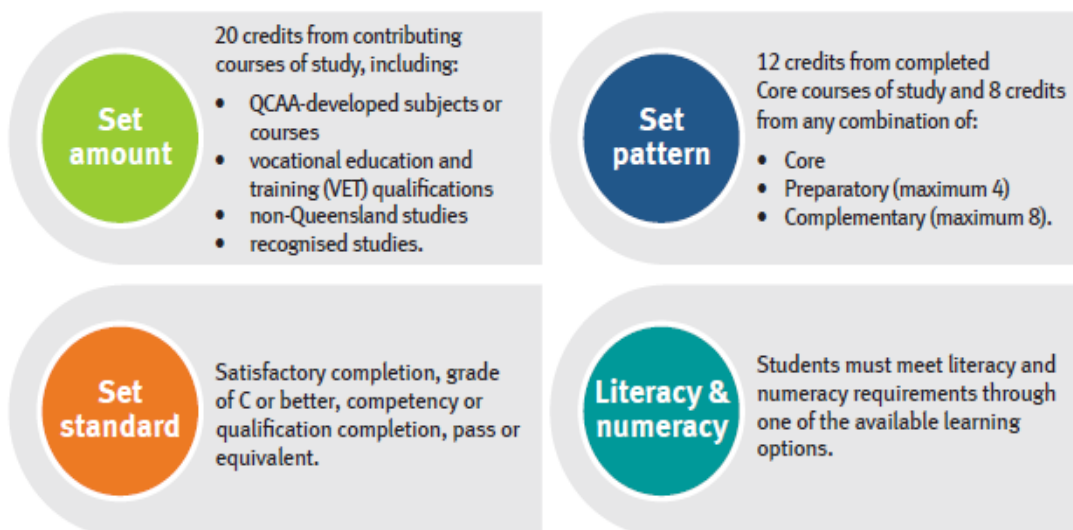 Set
amount
20 credits from contributing
courses of study, including:
• QCAA-developed subjects or
courses
• vocational education and
training (VET) qualifications
• non-Queensland studies
• recognised studies.
Set
pattern
12 credits from completed
Core courses of study and 8 credits
from any combination of:
• Core
• Preparatory (maximum 4)
• Complementary (maximum 8).
Set
standard
Satisfactory completion, grade
of C or better, competency or
qualification completion, pass or
equivalent.
Literacy &
numeracy
Students must meet literacy and
numeracy requirements through
one of the available learning
options.